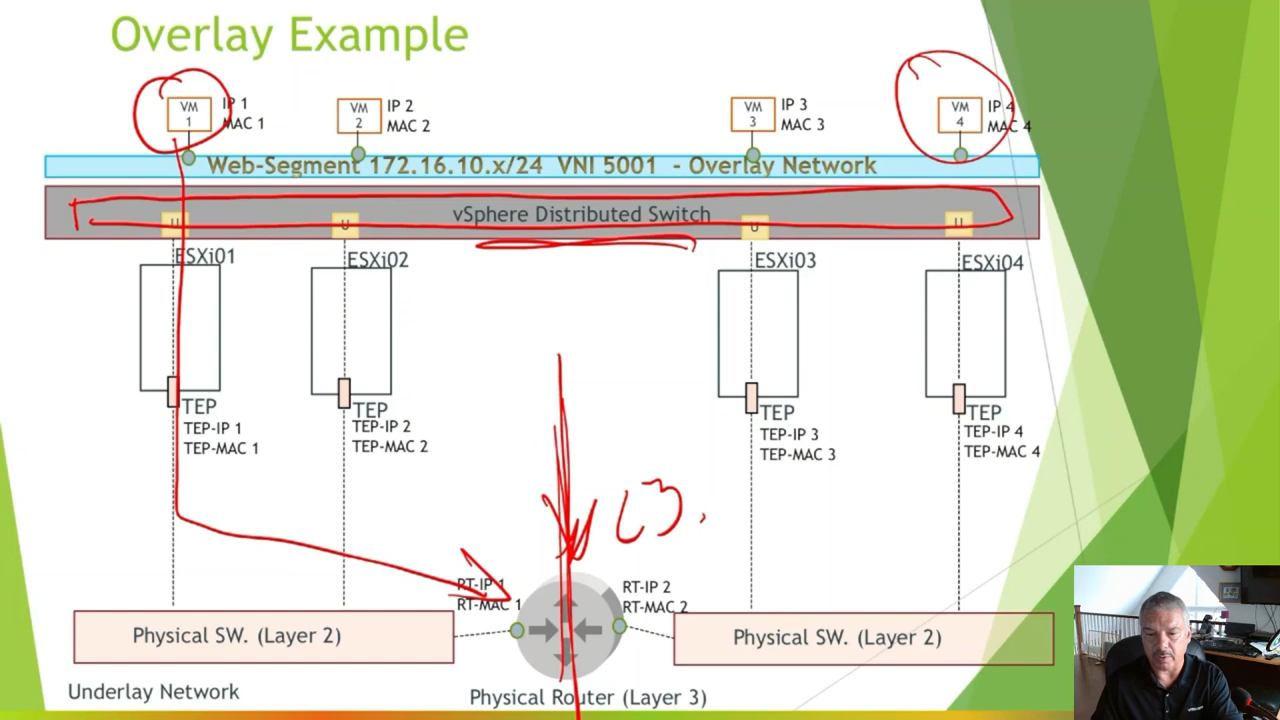 Overlay Example
VM 1
IP 1
MAC 1
VM 2
IP 2
MAC 2
VM 3
IP 3
MAC 3
VM 4
IP 4
MAC 4
Web-Segment 172.16.10.x/24 VNI 5001 - Overlay Network
vSphere Distributed Switch
U
U
U
U
ESXi01
ESXi02
ESXi03
ESXi04
TEP
TEP-IP 1
TEP-MAC 1
TEP
TEP-IP 2
TEP-MAC 2
TEP
TEP-IP 3
TEP-MAC 3
TEP
TEP-IP 4
TEP-MAC 4
L3.
RT-IP 1
RT-MAC 1
RT-IP 2
RT-MAC 2
Physical SW. (Layer 2)
Physical SW. (Layer 2)
Underlay Network
Physical Router (Layer 3)